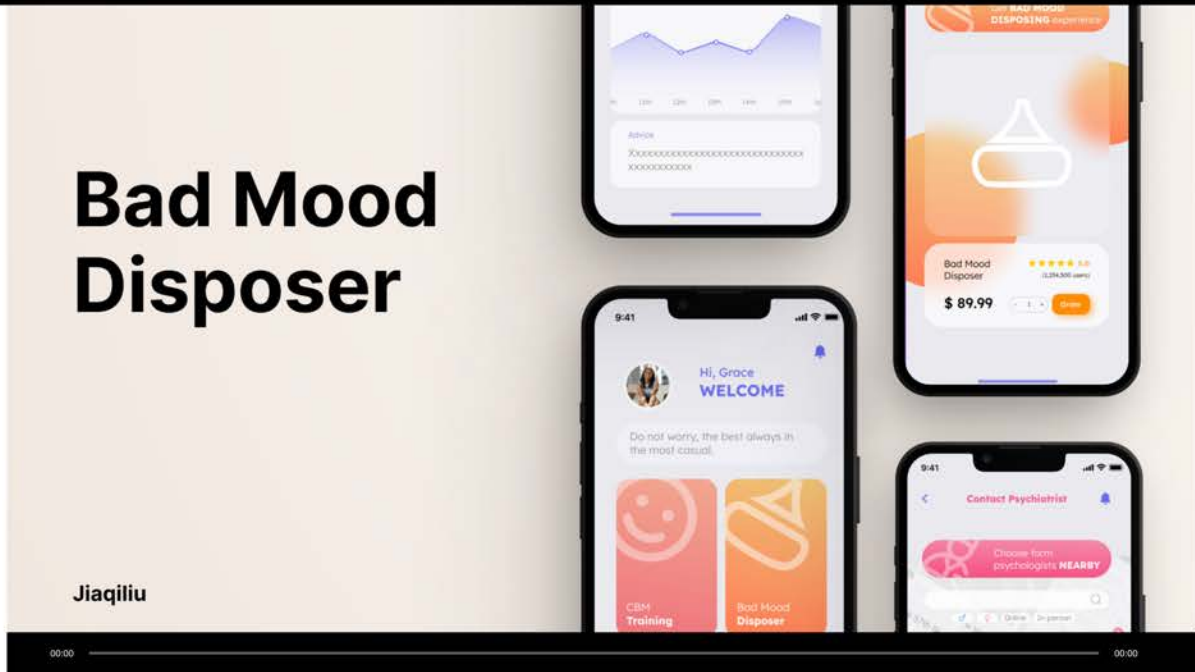 Bad Mood
Disposer
Jiaqiliu
Advice
9:41
Hi, Grace
WELCOME
Do not worry, the best always in
the most casual.
CBM
Training
Bad Mood
Disposer
BAD MOOD
DISPOSING experience
Bad Mood
Disposer
5.0
$ 89.99
- 1 +
Order
9:41
Contact Psychiatrist
Choose form
psychologists NEARBY
Online
In-person
00:00
00:00